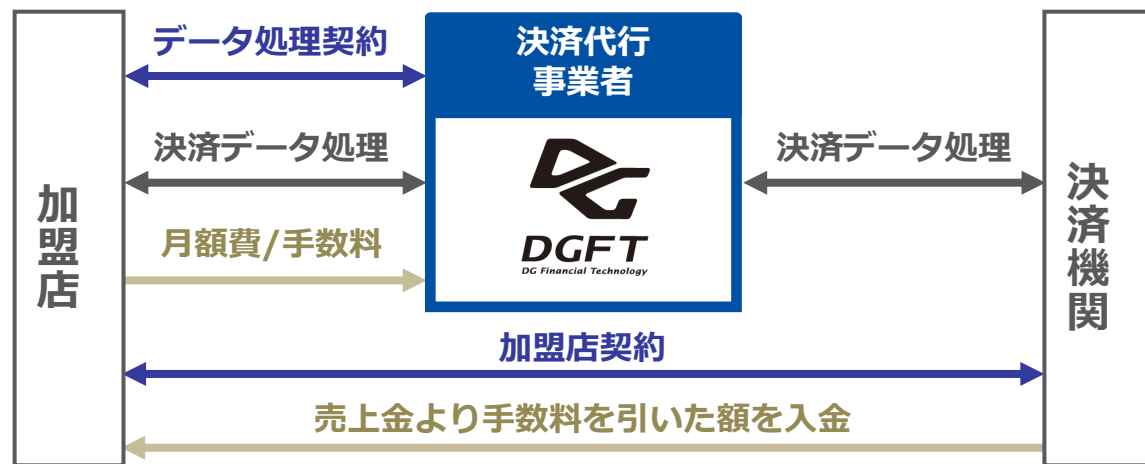 データ処理契約
決済代行
事業者
決済データ処理
決済データ処理
加盟店
月額費/手数料
DGFT
DG Financial Technology
決済機関
加盟店契約
売上金より手数料を引いた額を入金